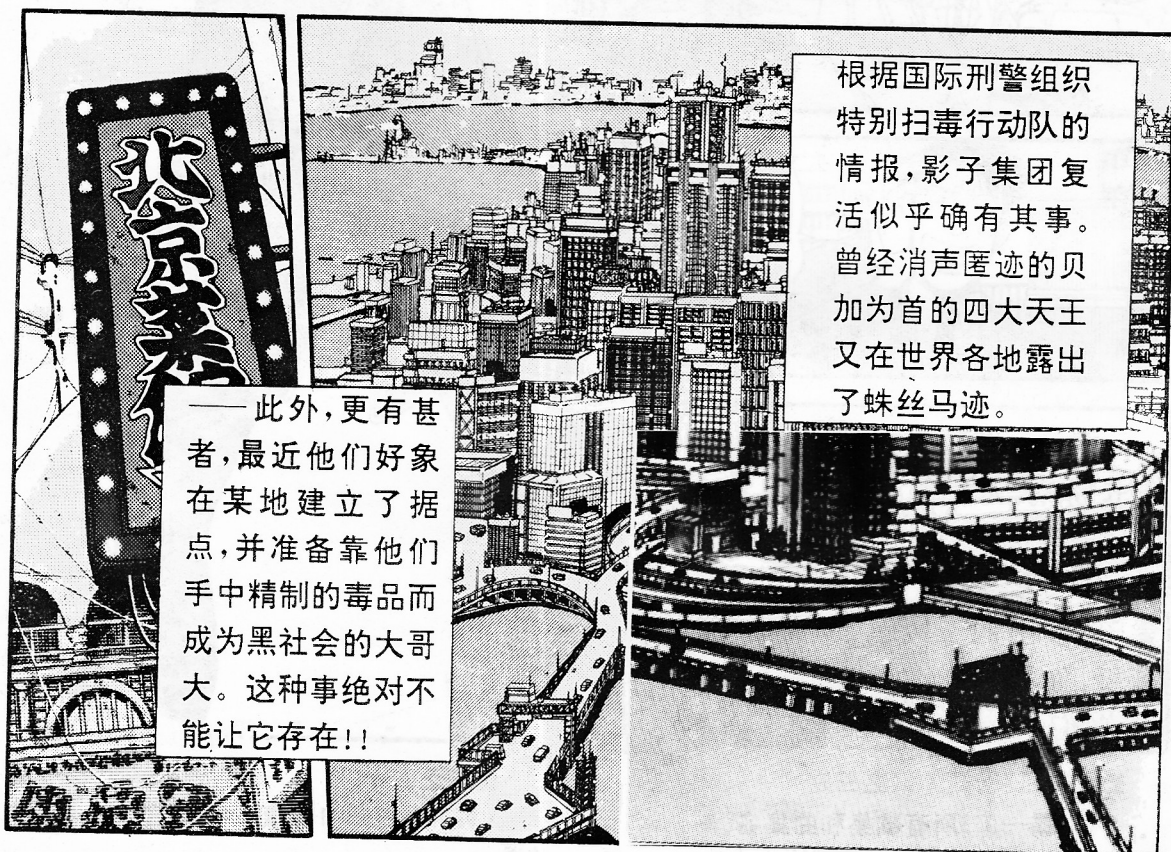 根据国际刑警组织
特别扫毒行动队的
情报，影子集团复
活似乎确有其事。
曾经消声匿迹的贝
加为首的四大天王
又在世界各地露出
了蛛丝马迹。
北京菜
——此外，更有甚
者，最近他们好象
在某地建立了据
点，并准备靠他们
手中精制的毒品而
成为黑社会的大哥
大。这种事绝对不
能让它存在!!